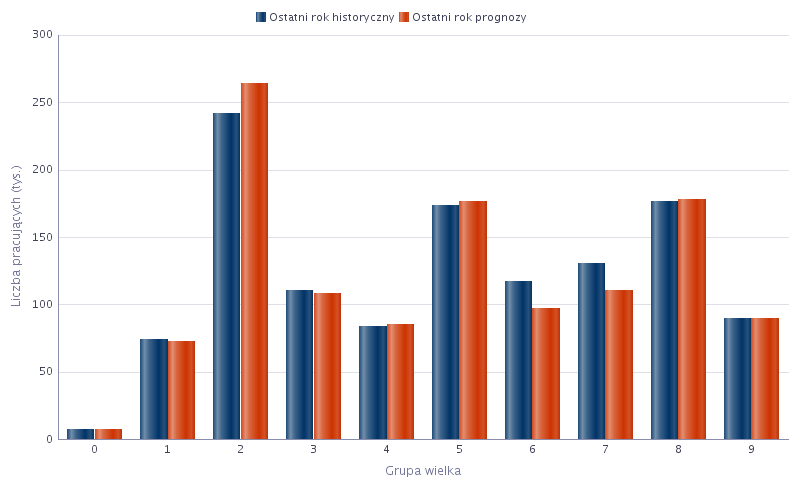 Ostatni rok historyczny Ostatni rok prognozy
300
250
200
150
100
50
0
Liczba pracujących (tys.)
0 1 2 3 4 5 6 7 8 9
Grupa wielka